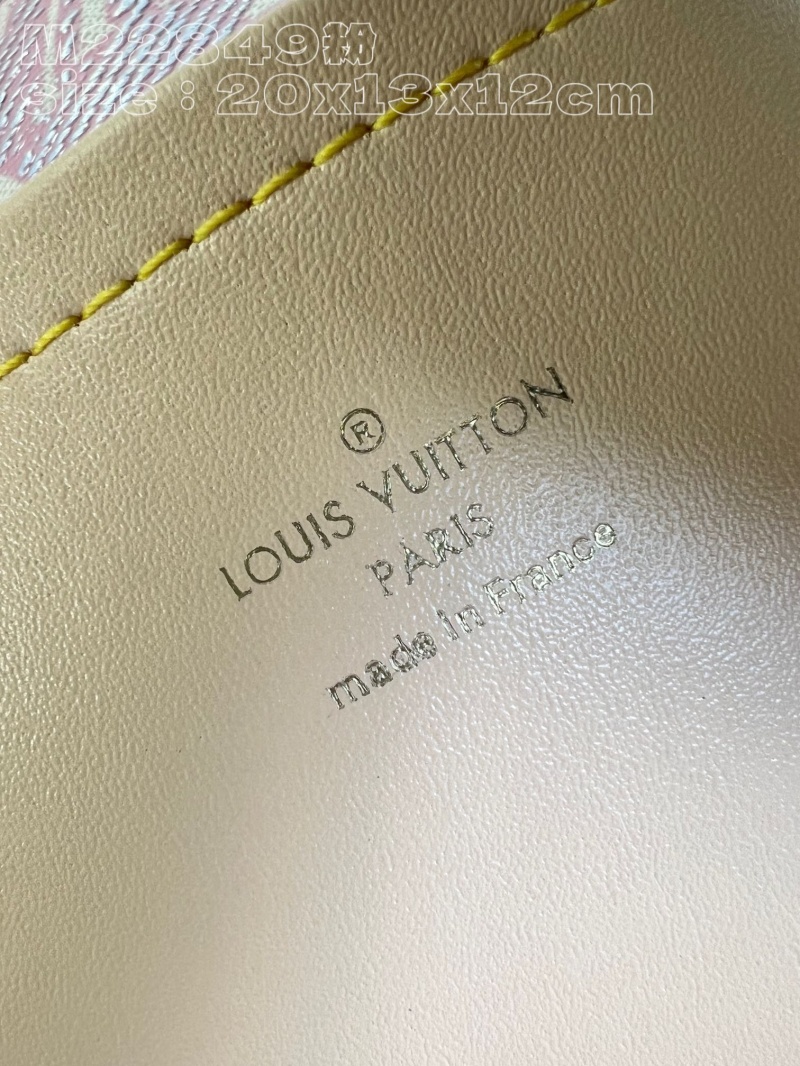 M22849粉
size：20x13x12cm
®
LOUIS VUITTON
PARIS
made in France